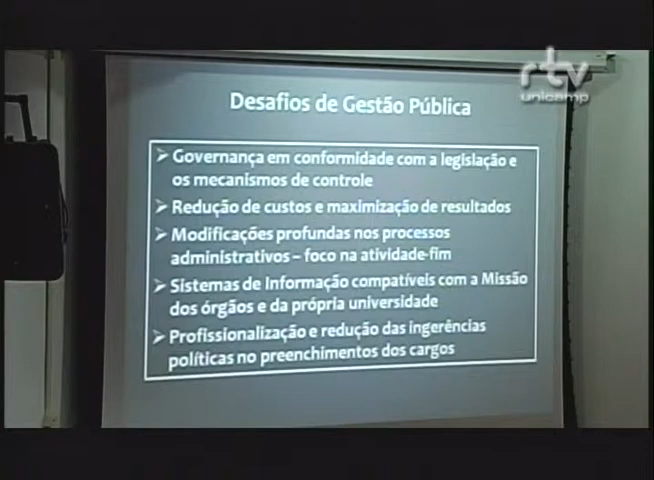 rtv
unicamp
Desafios de Gestão Pública
➢ Governança em conformidade com a legislação e
os mecanismos de controle
➢ Redução de custos e maximização de resultados
➢ Modificações profundas nos processos
administrativos – foco na atividade-fim
➢ Sistemas de Informação compatíveis com a Missão
dos órgãos e da própria universidade
➢ Profissionalização e redução das ingerências
políticas no preenchimentos dos cargos